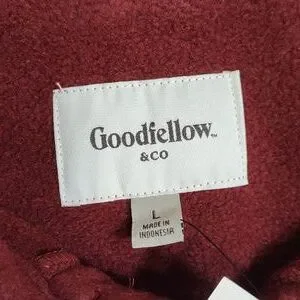 Goodfellow
& CO
L
MADE IN
INDONESIA